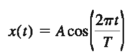 x(t) = A cos(2πt/T)